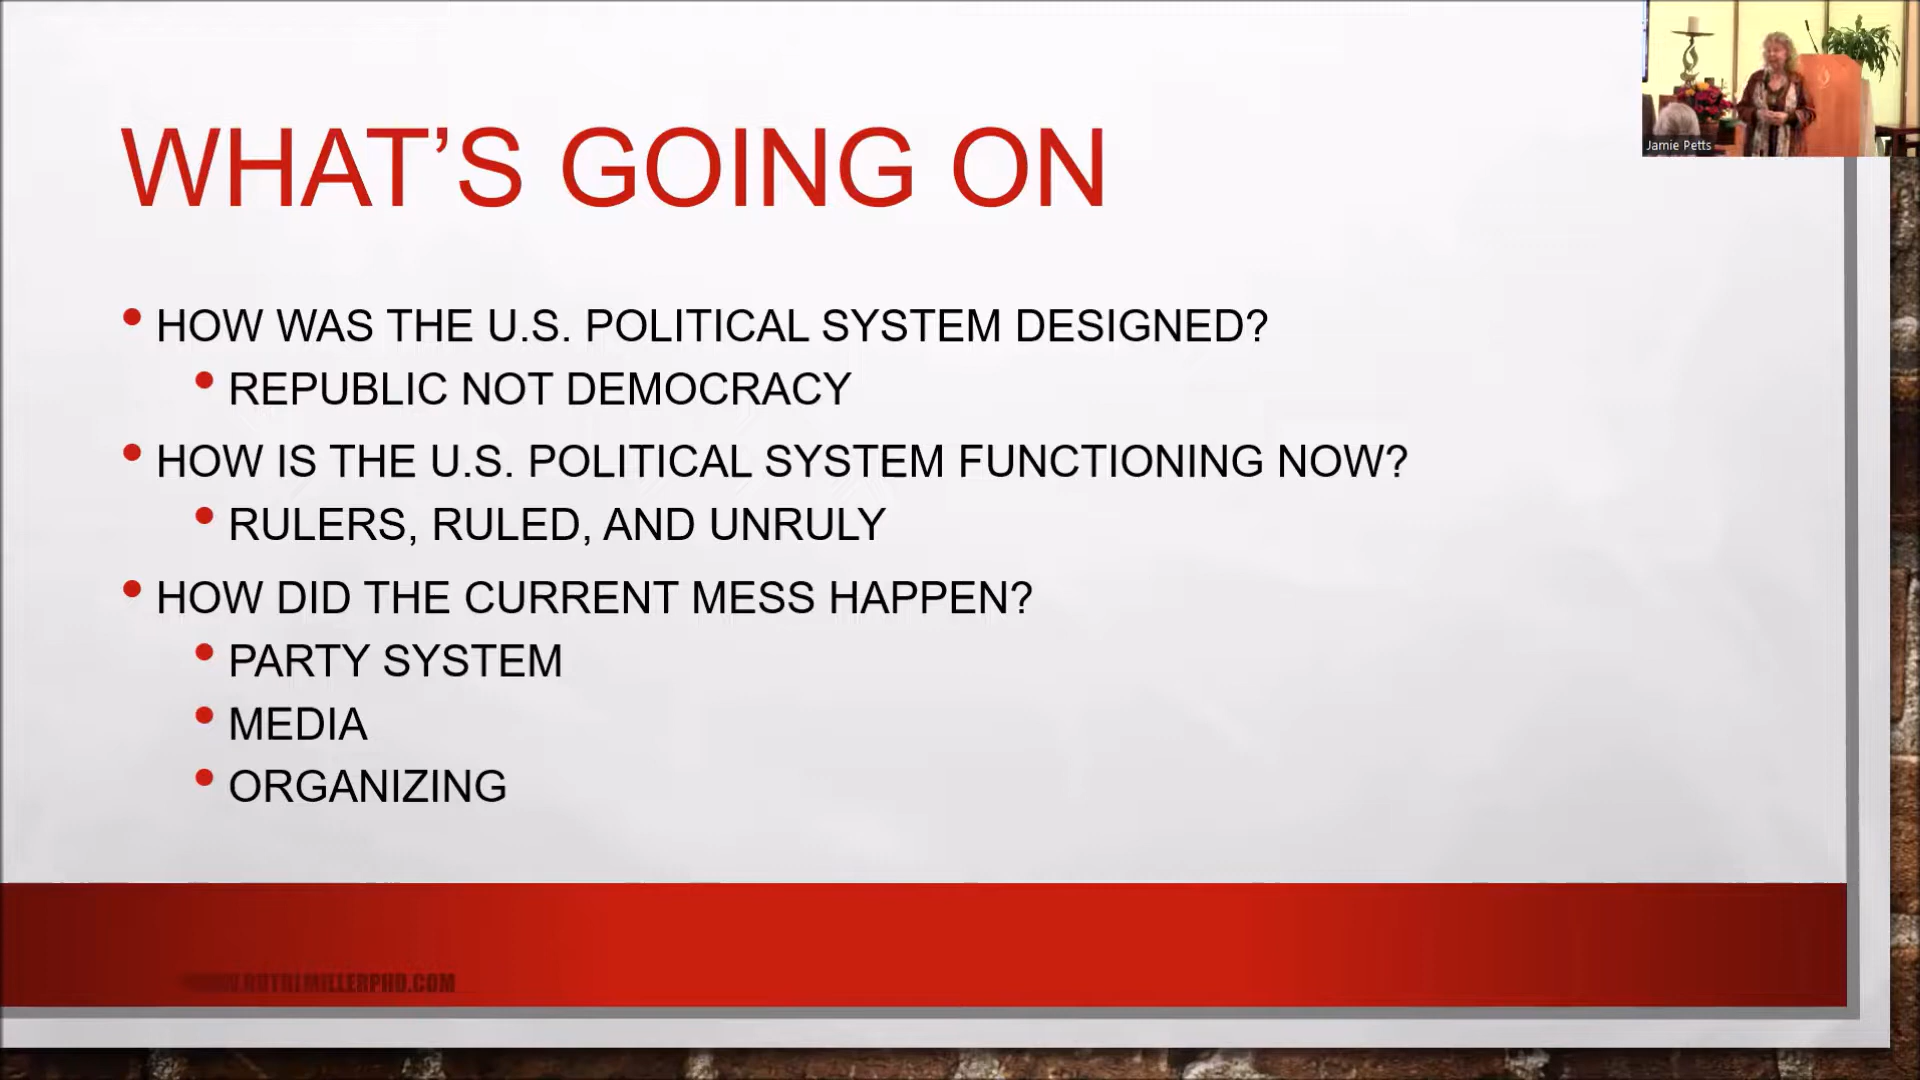 WHAT'S GOING ON
• HOW WAS THE U.S. POLITICAL SYSTEM DESIGNED?
• REPUBLIC NOT DEMOCRACY
• HOW IS THE U.S. POLITICAL SYSTEM FUNCTIONING NOW?
• RULERS, RULED, AND UNRULY
• HOW DID THE CURRENT MESS HAPPEN?
• PARTY SYSTEM
• MEDIA
• ORGANIZING
Jamie Petts